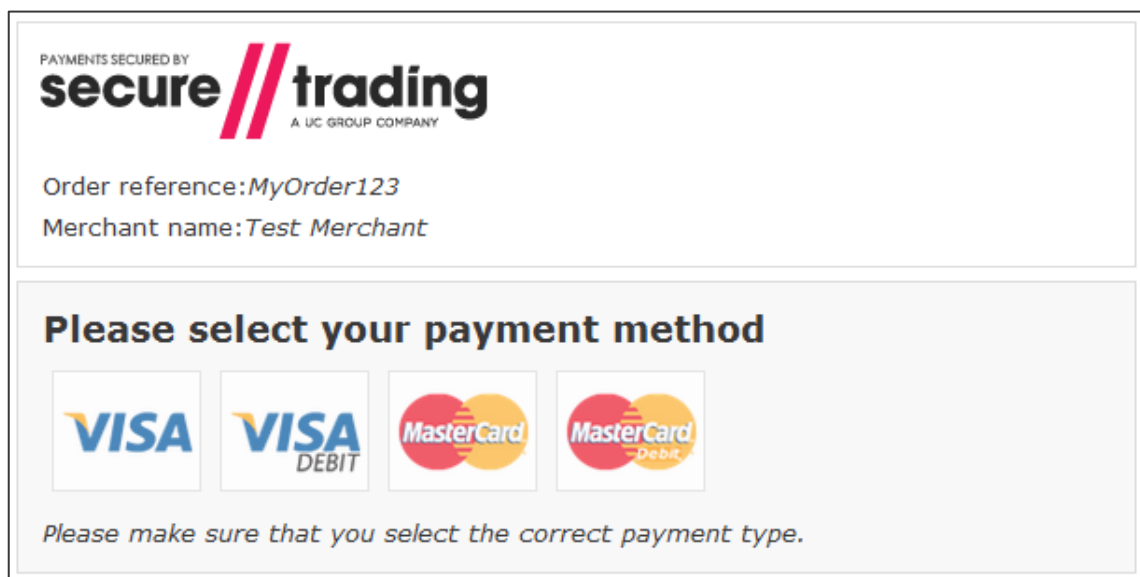 PAYMENTS SECURED BY
secure trading
A UC GROUP COMPANY
Order reference:MyOrder123
Merchant name:Test Merchant
Please select your payment method
VISA VISA DEBIT MasterCard MasterCard Debit
Please make sure that you select the correct payment type.